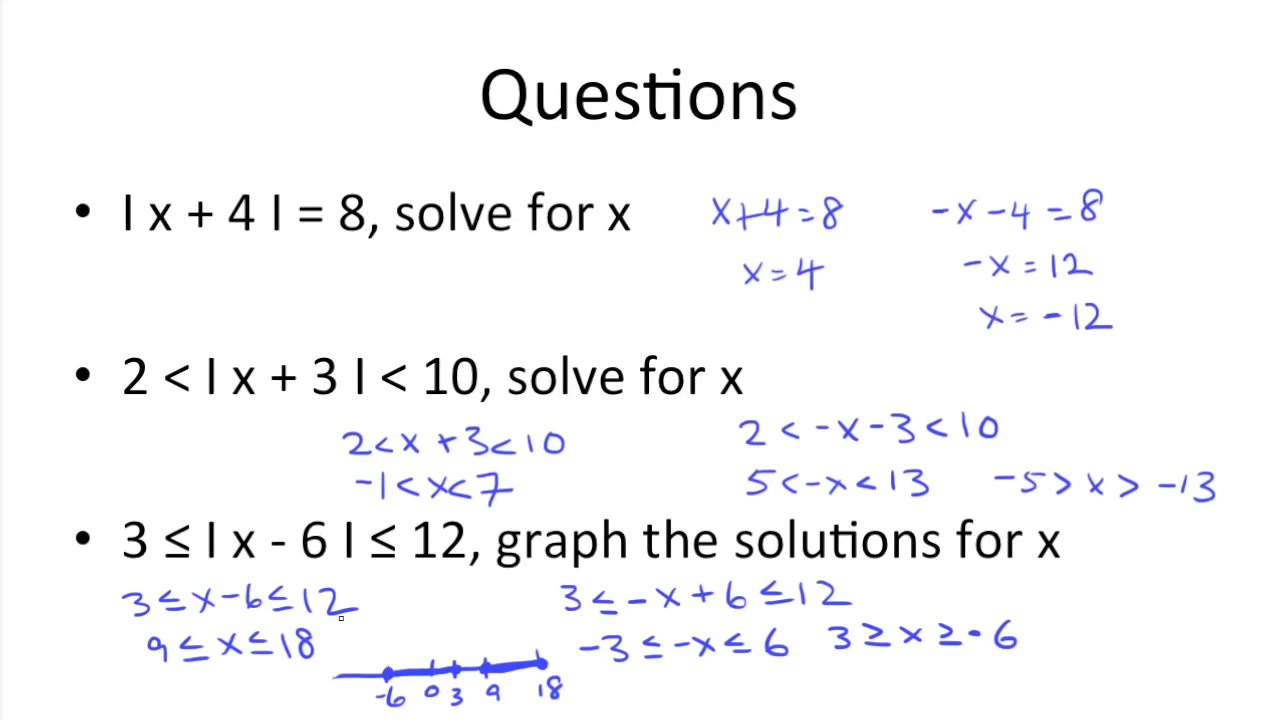 Questions
• l x + 4 l = 8, solve for x
x+4=8
-x-4=8
x=4
-x=12
x=-12
• 2 < l x + 3 l < 10, solve for x
2<x+3<10
2<-x-3<10
-1<x<7
5<-x<13
-5>x>-13
• 3 ≤ l x - 6 l ≤ 12, graph the solutions for x
3≤x-6≤12
3≤-x+6≤12
9≤x≤18
-3≤-x≤6
3≥x≥-6
-6 0 3 9 18